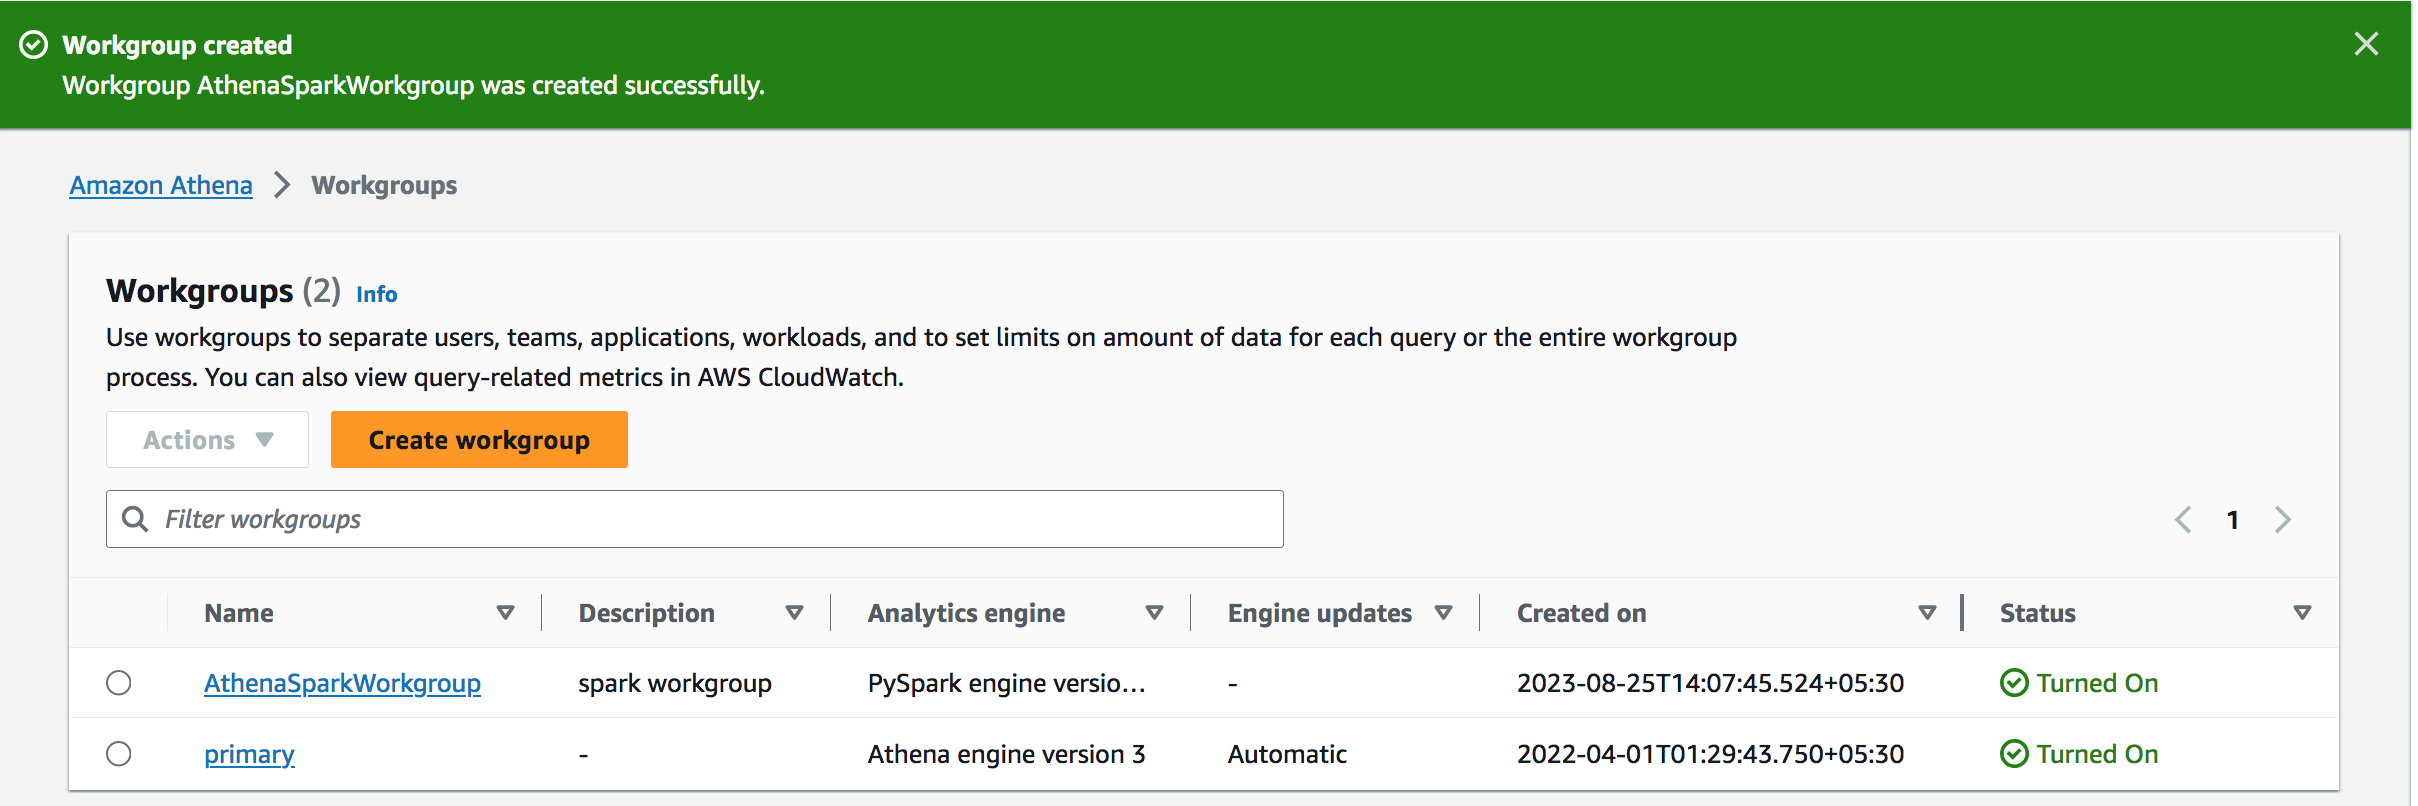 Workgroup created
Workgroup AthenaSparkWorkgroup was created successfully.
Amazon Athena > Workgroups
Workgroups (2) Info
Use workgroups to separate users, teams, applications, workloads, and to set limits on amount of data for each query or the entire workgroup
process. You can also view query-related metrics in AWS CloudWatch.
Actions Create workgroup
Filter workgroups 1
Name Description Analytics engine Engine updates Created on Status
AthenaSparkWorkgroup spark workgroup PySpark engine versio... - 2023-08-25T14:07:45.524+05:30 Turned On
primary - Athena engine version 3 Automatic 2022-04-01T01:29:43.750+05:30 Turned On